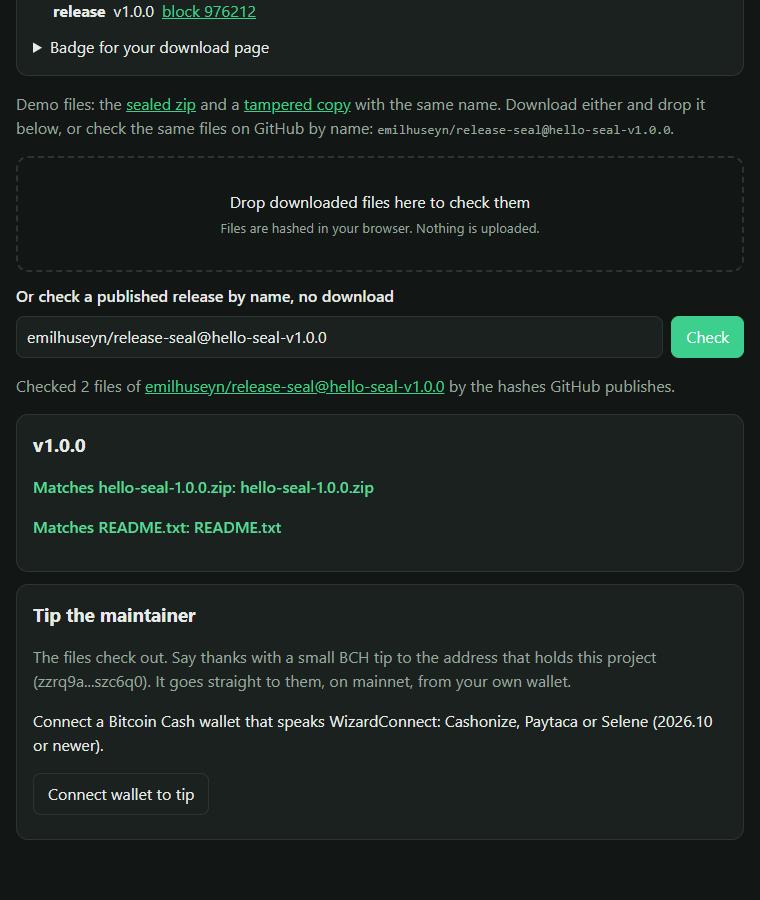 release v1.0.0 block 976212
▶ Badge for your download page
Demo files: the sealed zip and a tampered copy with the same name. Download either and drop it
below, or check the same files on GitHub by name: emilhuseyn/release-seal@hello-seal-v1.0.0.
Drop downloaded files here to check them
Files are hashed in your browser. Nothing is uploaded.
Or check a published release by name, no download
emilhuseyn/release-seal@hello-seal-v1.0.0
Check
Checked 2 files of emilhuseyn/release-seal@hello-seal-v1.0.0 by the hashes GitHub publishes.
v1.0.0
Matches hello-seal-1.0.0.zip: hello-seal-1.0.0.zip
Matches README.txt: README.txt
Tip the maintainer
The files check out. Say thanks with a small BCH tip to the address that holds this project
(zzrq9a...szc6q0). It goes straight to them, on mainnet, from your own wallet.
Connect a Bitcoin Cash wallet that speaks WizardConnect: Cashonize, Paytaca or Selene (2026.10
or newer).
Connect wallet to tip